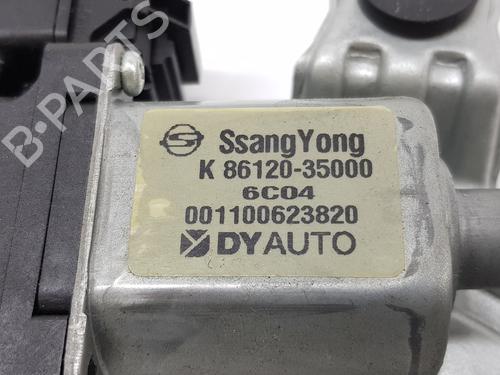 B-PARTS
SsangYong
K 86120-35000
6C04
001100623820
DYAUTO